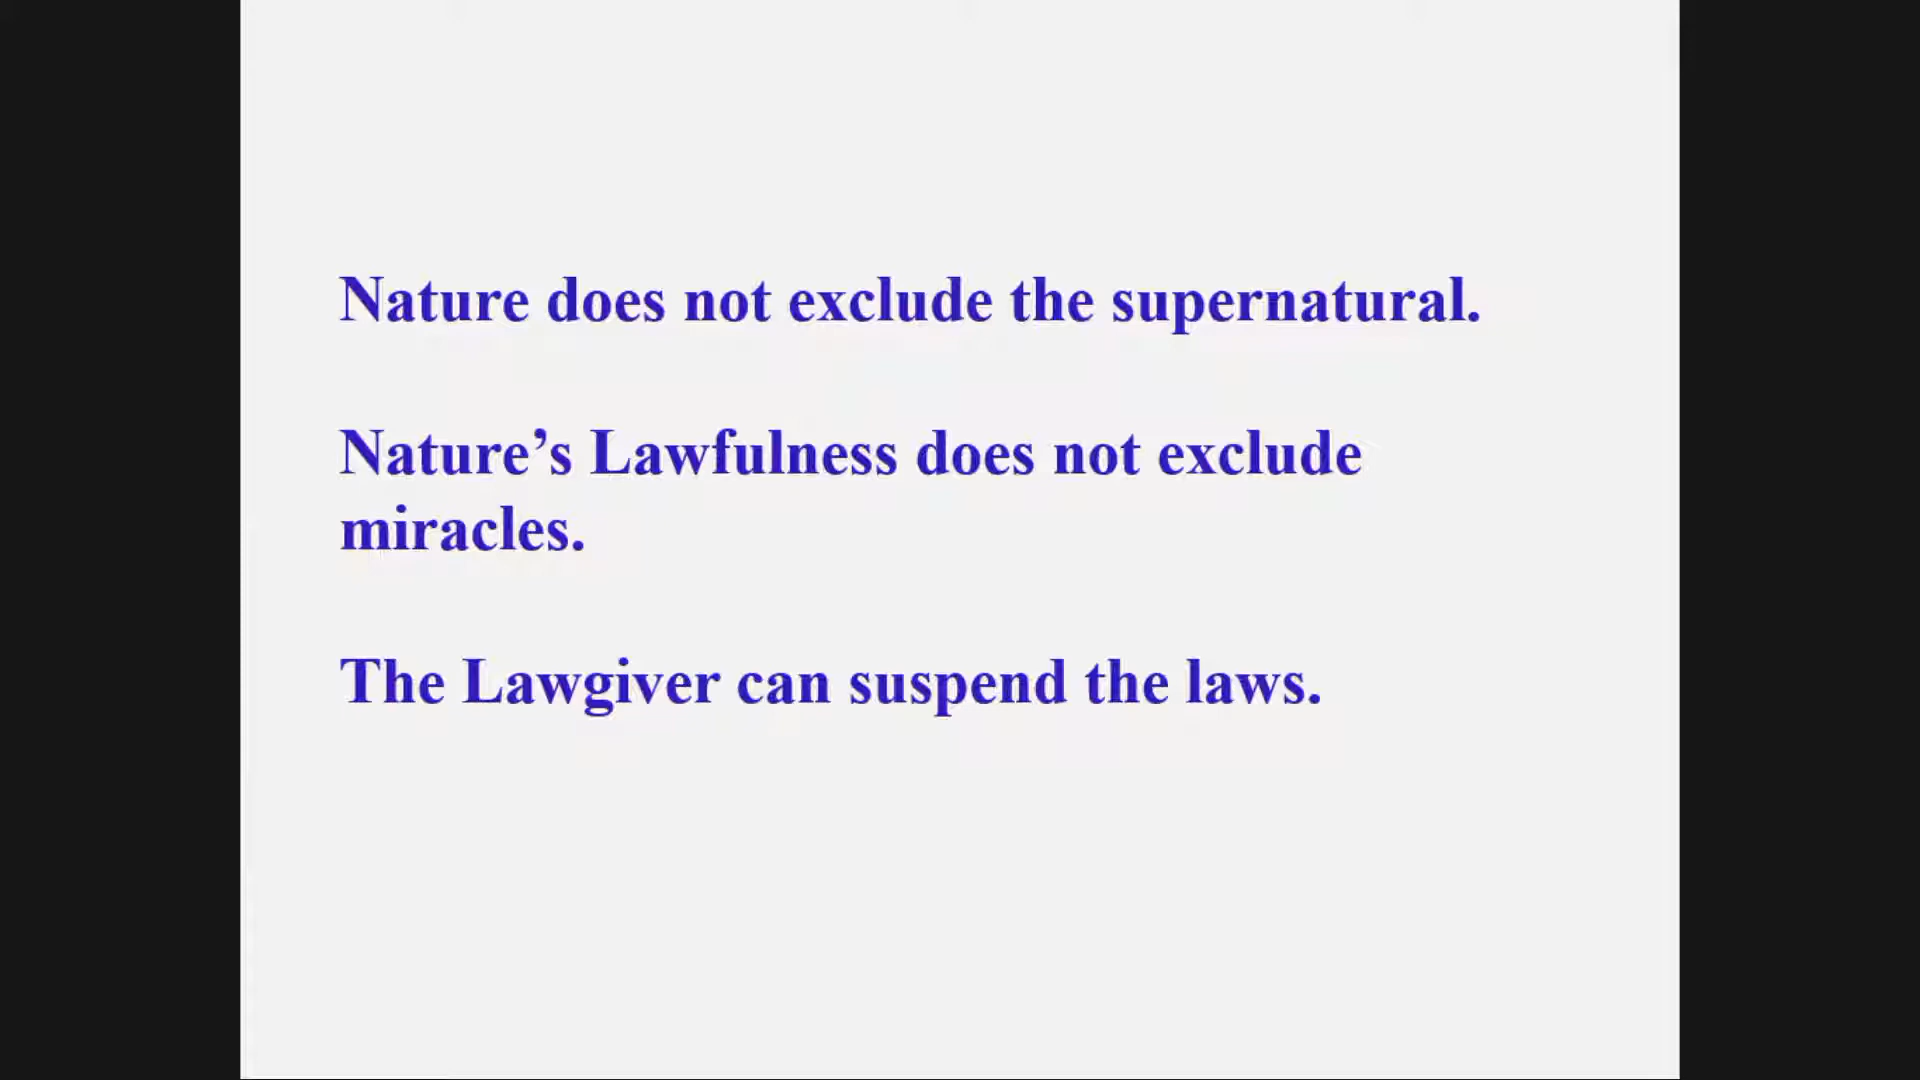 Nature does not exclude the supernatural.
Nature’s Lawfulness does not exclude
miracles.
The Lawgiver can suspend the laws.